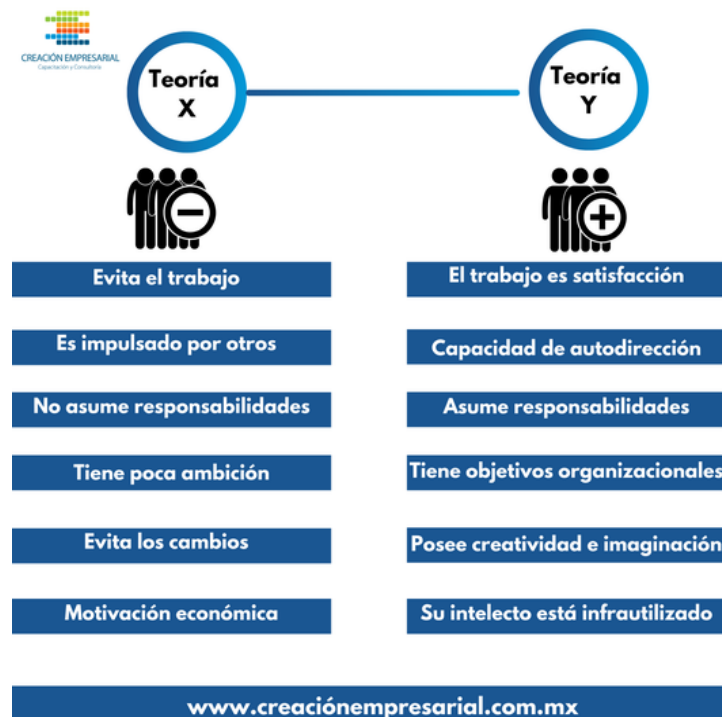 CREACIÓN EMPRESARIAL
Capacitación y Consultoría
Teoría
X
Teoría
Y
Evita el trabajo
El trabajo es satisfacción
Es impulsado por otros
Capacidad de autodirección
No asume responsabilidades
Asume responsabilidades
Tiene poca ambición
Tiene objetivos organizacionales
Evita los cambios
Posee creatividad e imaginación
Motivación económica
Su intelecto está infrautilizado
www.creaciónempresarial.com.mx